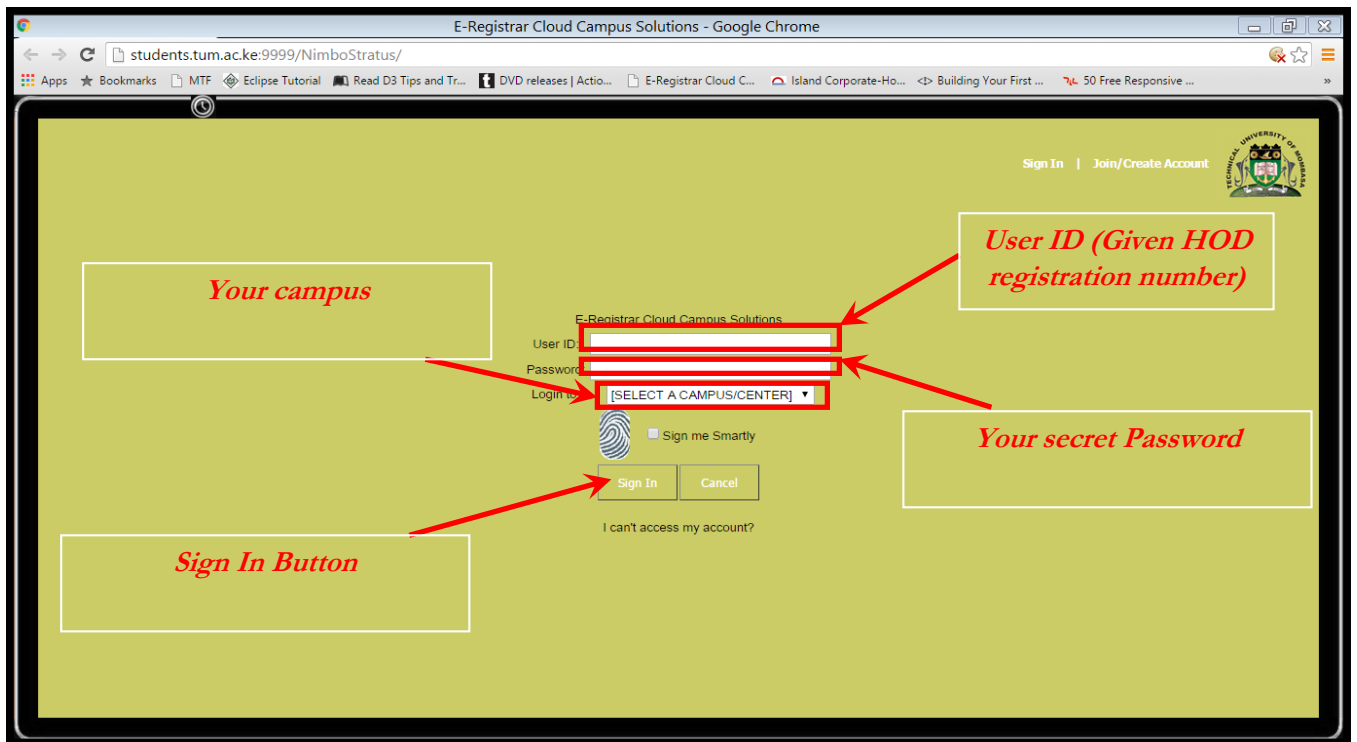 E-Registrar Cloud Campus Solutions - Google Chrome
students.tum.ac.ke:9999/NimboStratus/
Apps Bookmarks MTF Eclipse Tutorial Read D3 Tips and Tr... DVD releases | Actio... E-Registrar Cloud C... Island Corporate-Ho... Building Your First ... 50 Free Responsive ... »
TECHNICAL UNIVERSITY OF MOMBASA
Sign In | Join/Create Account
User ID (Given HOD
registration number)
Your campus
E-Registrar Cloud Campus Solutions
User ID:
Password
Login to
[SELECT A CAMPUS/CENTER]
Sign me Smartly
Your secret Password
Sign In Cancel
I can't access my account?
Sign In Button